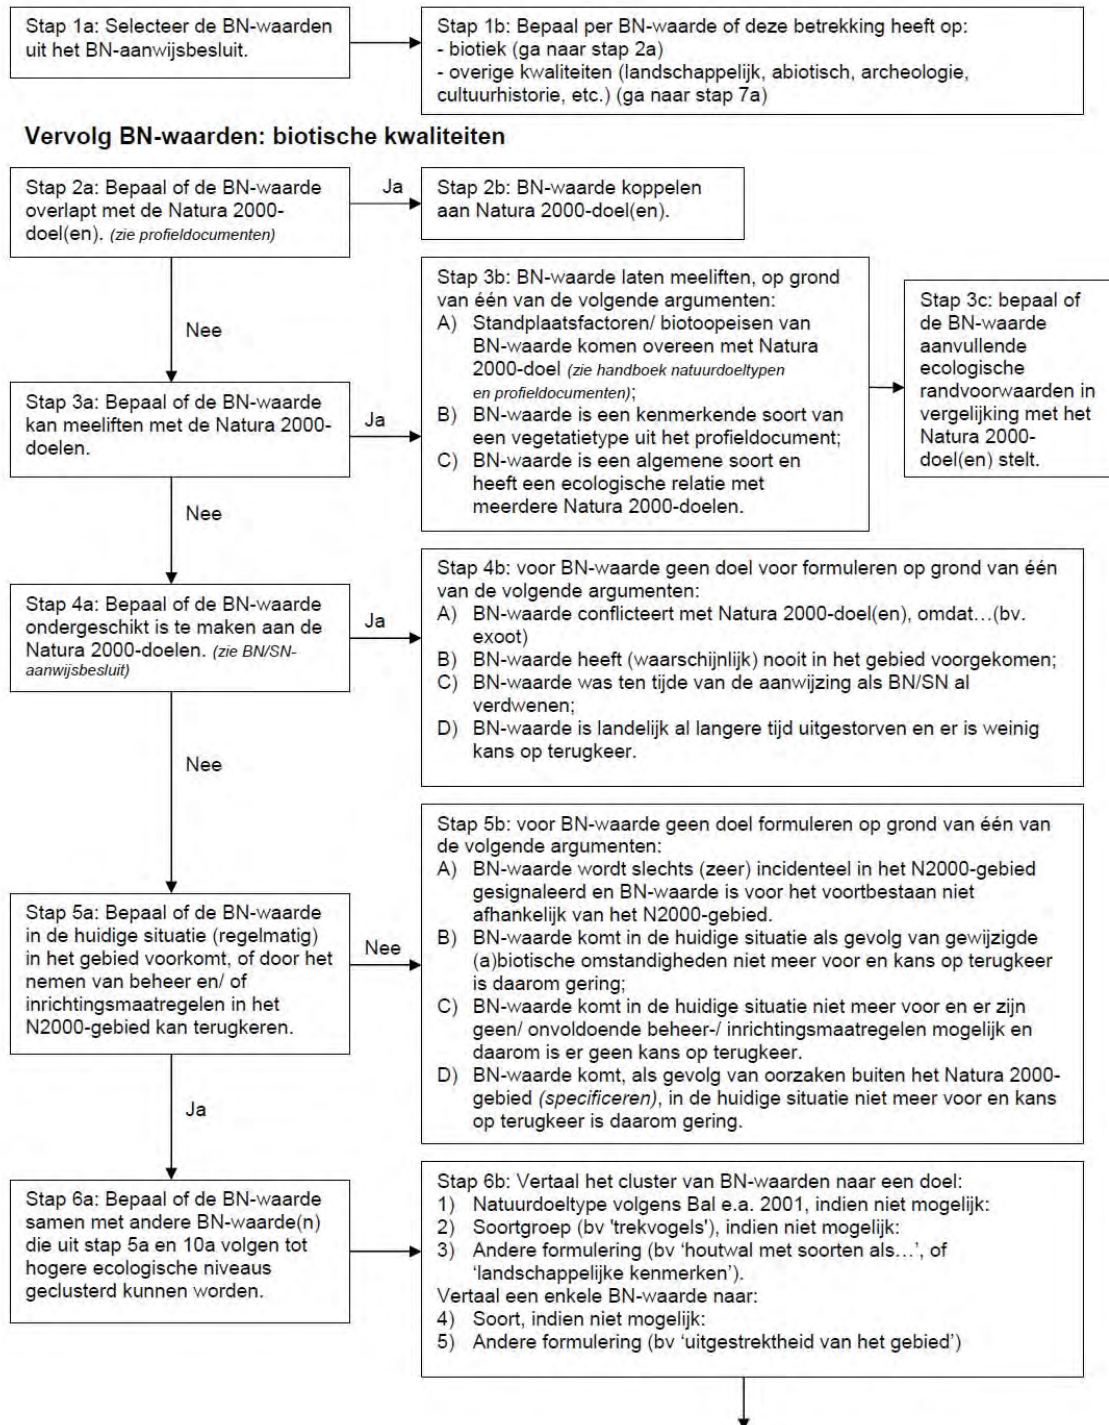 Stap 1a: Selecteer de BN-waarden
uit het BN-aanwijsbesluit.
Stap 1b: Bepaal per BN-waarde of deze betrekking heeft op:
- biotiek (ga naar stap 2a)
- overige kwaliteiten (landschappelijk, abiotisch, archeologie,
cultuurhistorie, etc.) (ga naar stap 7a)
Vervolg BN-waarden: biotische kwaliteiten
Stap 2a: Bepaal of de BN-waarde
overlapt met de Natura 2000-
doel(en). (zie profieldocumenten)
Ja
Stap 2b: BN-waarde koppelen
aan Natura 2000-doel(en).
Nee
Stap 3a: Bepaal of de BN-waarde
kan meeliften met de Natura 2000-
doelen.
Ja
Stap 3b: BN-waarde laten meeliften, op grond
van één van de volgende argumenten:
A) Standplaatsfactoren/ biotoopeisen van
BN-waarde komen overeen met Natura
2000-doel (zie handboek natuurdoeltypen
en profieldocumenten);
B) BN-waarde is een kenmerkende soort van
een vegetatietype uit het profieldocument;
C) BN-waarde is een algemene soort en
heeft een ecologische relatie met
meerdere Natura 2000-doelen.
Stap 3c: bepaal of
de BN-waarde
aanvullende
ecologische
randvoorwaarden in
vergelijking met het
Natura 2000-
doel(en) stelt.
Nee
Stap 4a: Bepaal of de BN-waarde
ondergeschikt is te maken aan de
Natura 2000-doelen. (zie BN/SN-
aanwijsbesluit)
Ja
Stap 4b: voor BN-waarde geen doel voor formuleren op grond van één
van de volgende argumenten:
A) BN-waarde conflicteert met Natura 2000-doel(en), omdat…(bv.
exoot)
B) BN-waarde heeft (waarschijnlijk) nooit in het gebied voorgekomen;
C) BN-waarde was ten tijde van de aanwijzing als BN/SN al
verdwenen;
D) BN-waarde is landelijk al langere tijd uitgestorven en er is weinig
kans op terugkeer.
Nee
Stap 5a: Bepaal of de BN-waarde
in de huidige situatie (regelmatig)
in het gebied voorkomt, of door het
nemen van beheer en/ of
inrichtingsmaatregelen in het
N2000-gebied kan terugkeren.
Nee
Stap 5b: voor BN-waarde geen doel formuleren op grond van één van
de volgende argumenten:
A) BN-waarde wordt slechts (zeer) incidenteel in het N2000-gebied
gesignaleerd en BN-waarde is voor het voortbestaan niet
afhankelijk van het N2000-gebied.
B) BN-waarde komt in de huidige situatie als gevolg van gewijzigde
(a)biotische omstandigheden niet meer voor en kans op terugkeer
is daarom gering;
C) BN-waarde komt in de huidige situatie niet meer voor en er zijn
geen/ onvoldoende beheer-/ inrichtingsmaatregelen mogelijk en
daarom is er geen kans op terugkeer.
D) BN-waarde komt, als gevolg van oorzaken buiten het Natura 2000-
gebied (specificeren), in de huidige situatie niet meer voor en kans
op terugkeer is daarom gering.
Ja
Stap 6a: Bepaal of de BN-waarde
samen met andere BN-waarde(n)
die uit stap 5a en 10a volgen tot
hogere ecologische niveaus
geclusterd kunnen worden.
Stap 6b: Vertaal het cluster van BN-waarden naar een doel:
1) Natuurdoeltype volgens Bal e.a. 2001, indien niet mogelijk:
2) Soortgroep (bv 'trekvogels'), indien niet mogelijk:
3) Andere formulering (bv ‘houtwal met soorten als…’, of
‘landschappelijke kenmerken’).
Vertaal een enkele BN-waarde naar:
4) Soort, indien niet mogelijk:
5) Andere formulering (bv ‘uitgestrektheid van het gebied’)